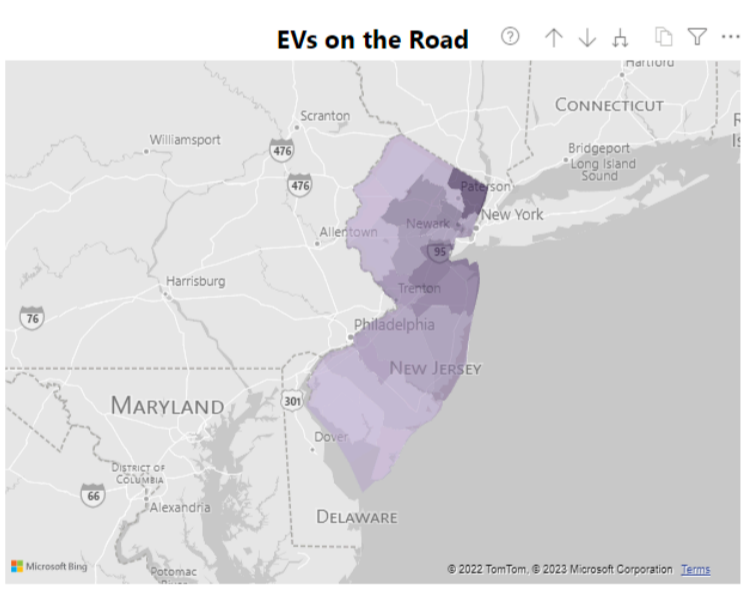 EVs on the Road
Hartford
Scranton
CONNECTICUT
Williamsport
476
Bridgeport
Long Island
Sound
476
Paterson
New York
Newark
Allentown
95
Harrisburg
Trenton
76
Philadelphia
NEW JERSEY
301
MARYLAND
Dover
DISTRICT OF
COLUMBIA
66
Alexandria
DELAWARE
Microsoft Bing
Potomac
River
© 2022 TomTom, © 2023 Microsoft Corporation Terms